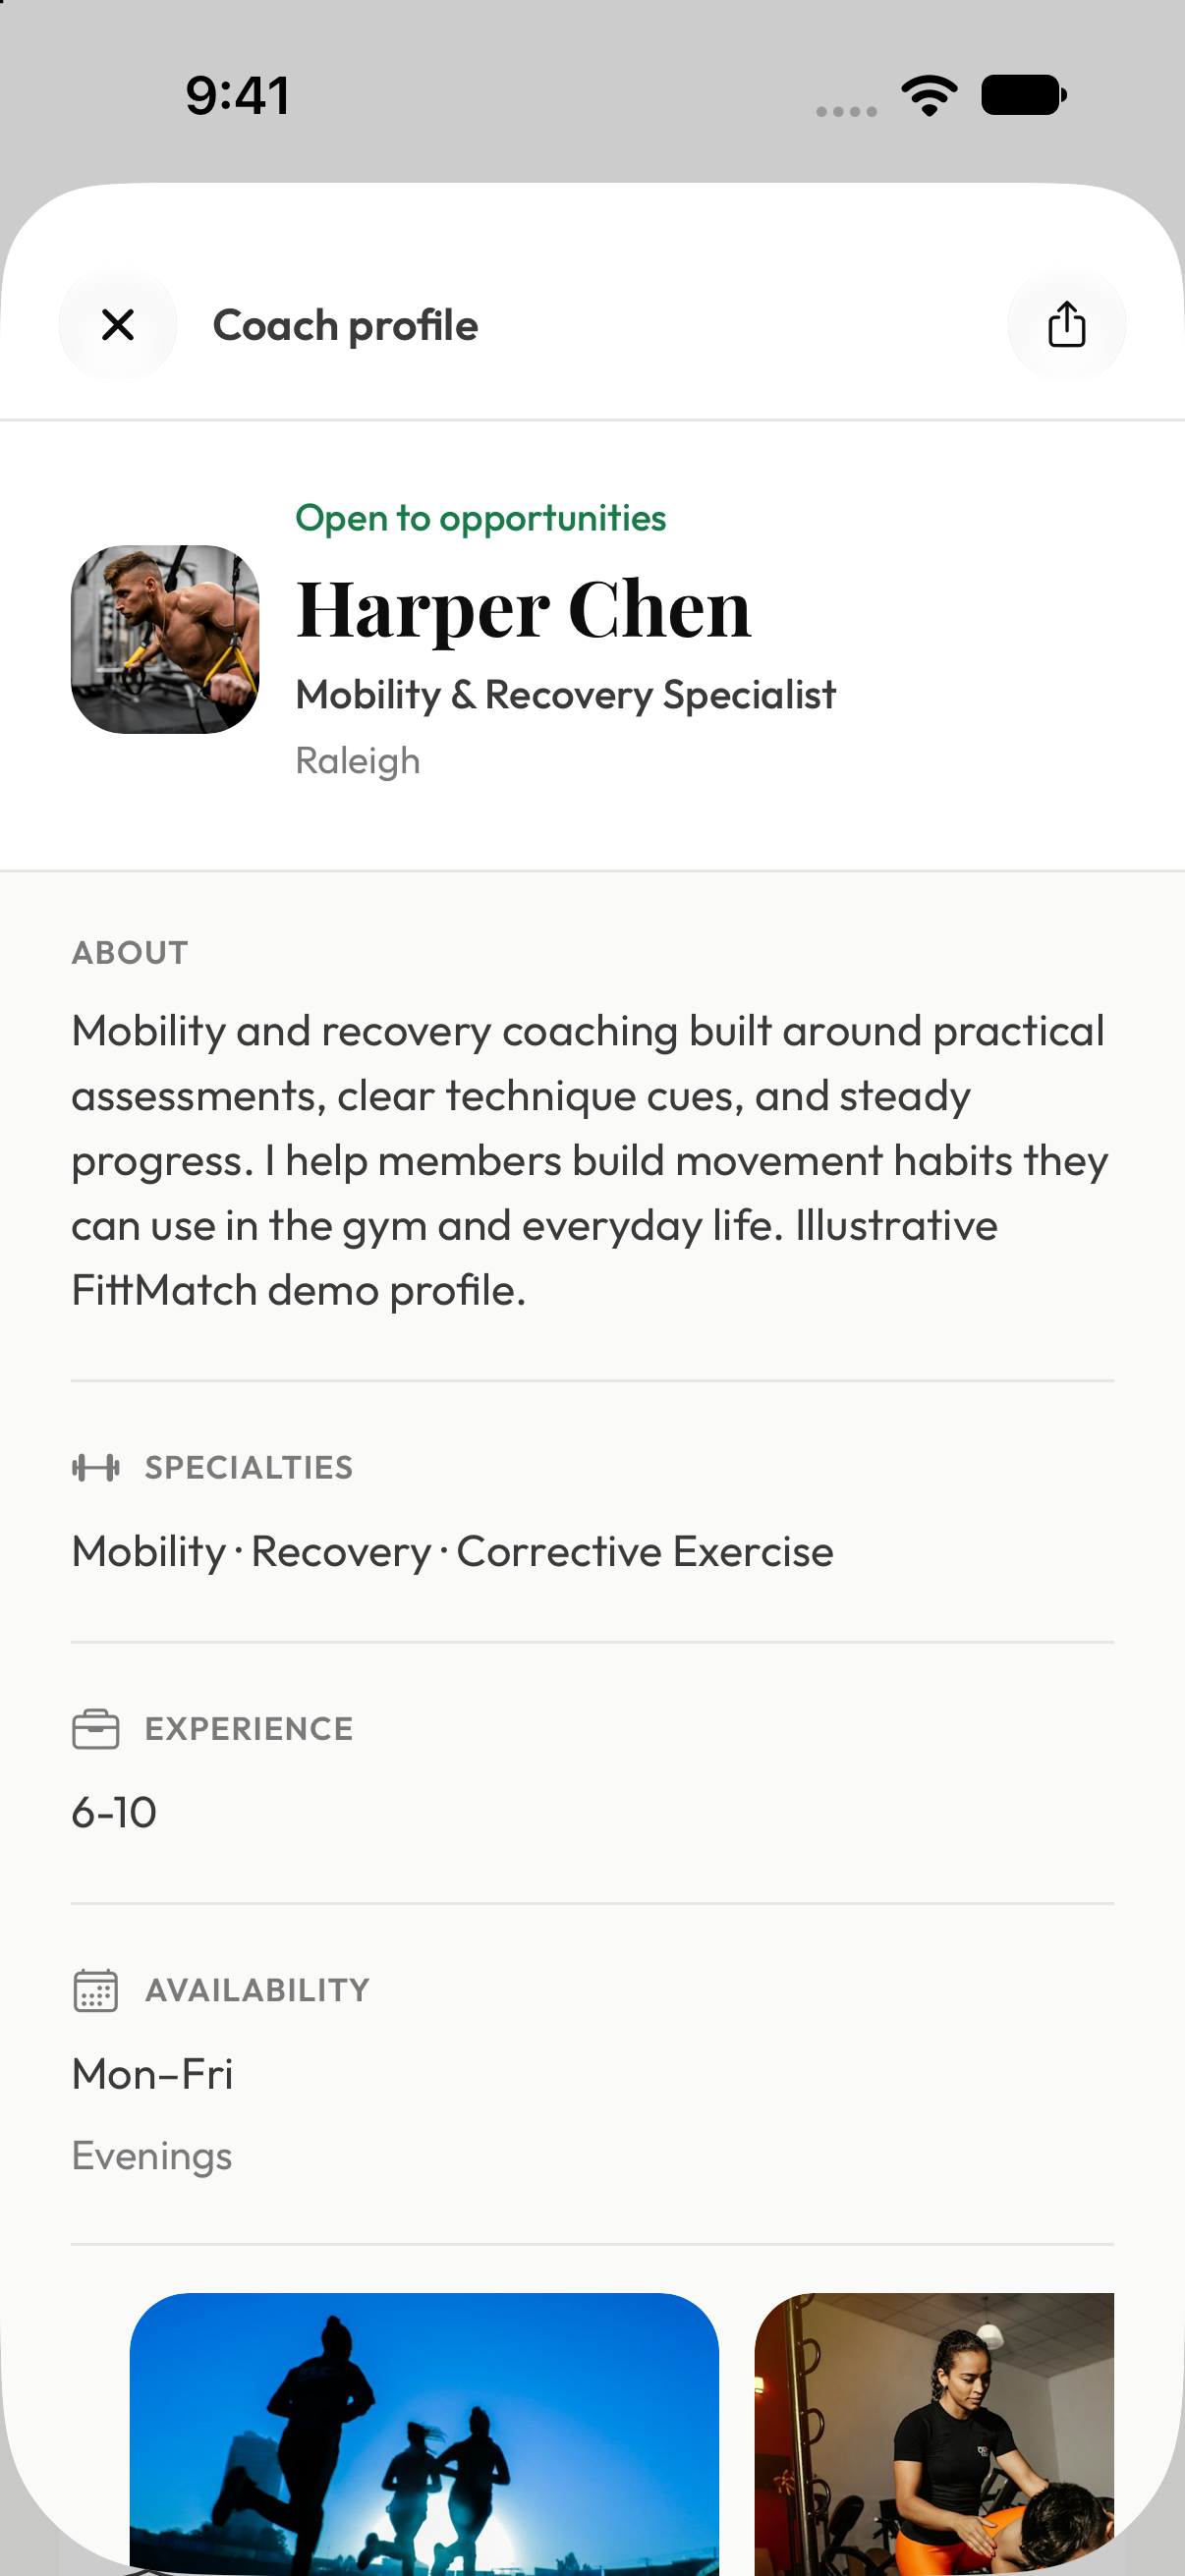 9:41
Coach profile
Open to opportunities
Harper Chen
Mobility & Recovery Specialist
Raleigh
ABOUT
Mobility and recovery coaching built around practical
assessments, clear technique cues, and steady
progress. I help members build movement habits they
can use in the gym and everyday life. Illustrative
FittMatch demo profile.
SPECIALTIES
Mobility · Recovery · Corrective Exercise
EXPERIENCE
6-10
AVAILABILITY
Mon–Fri
Evenings